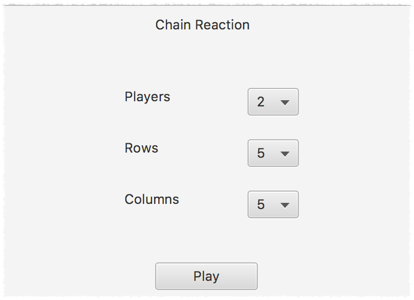 Chain Reaction
Players 2
Rows 5
Columns 5
Play